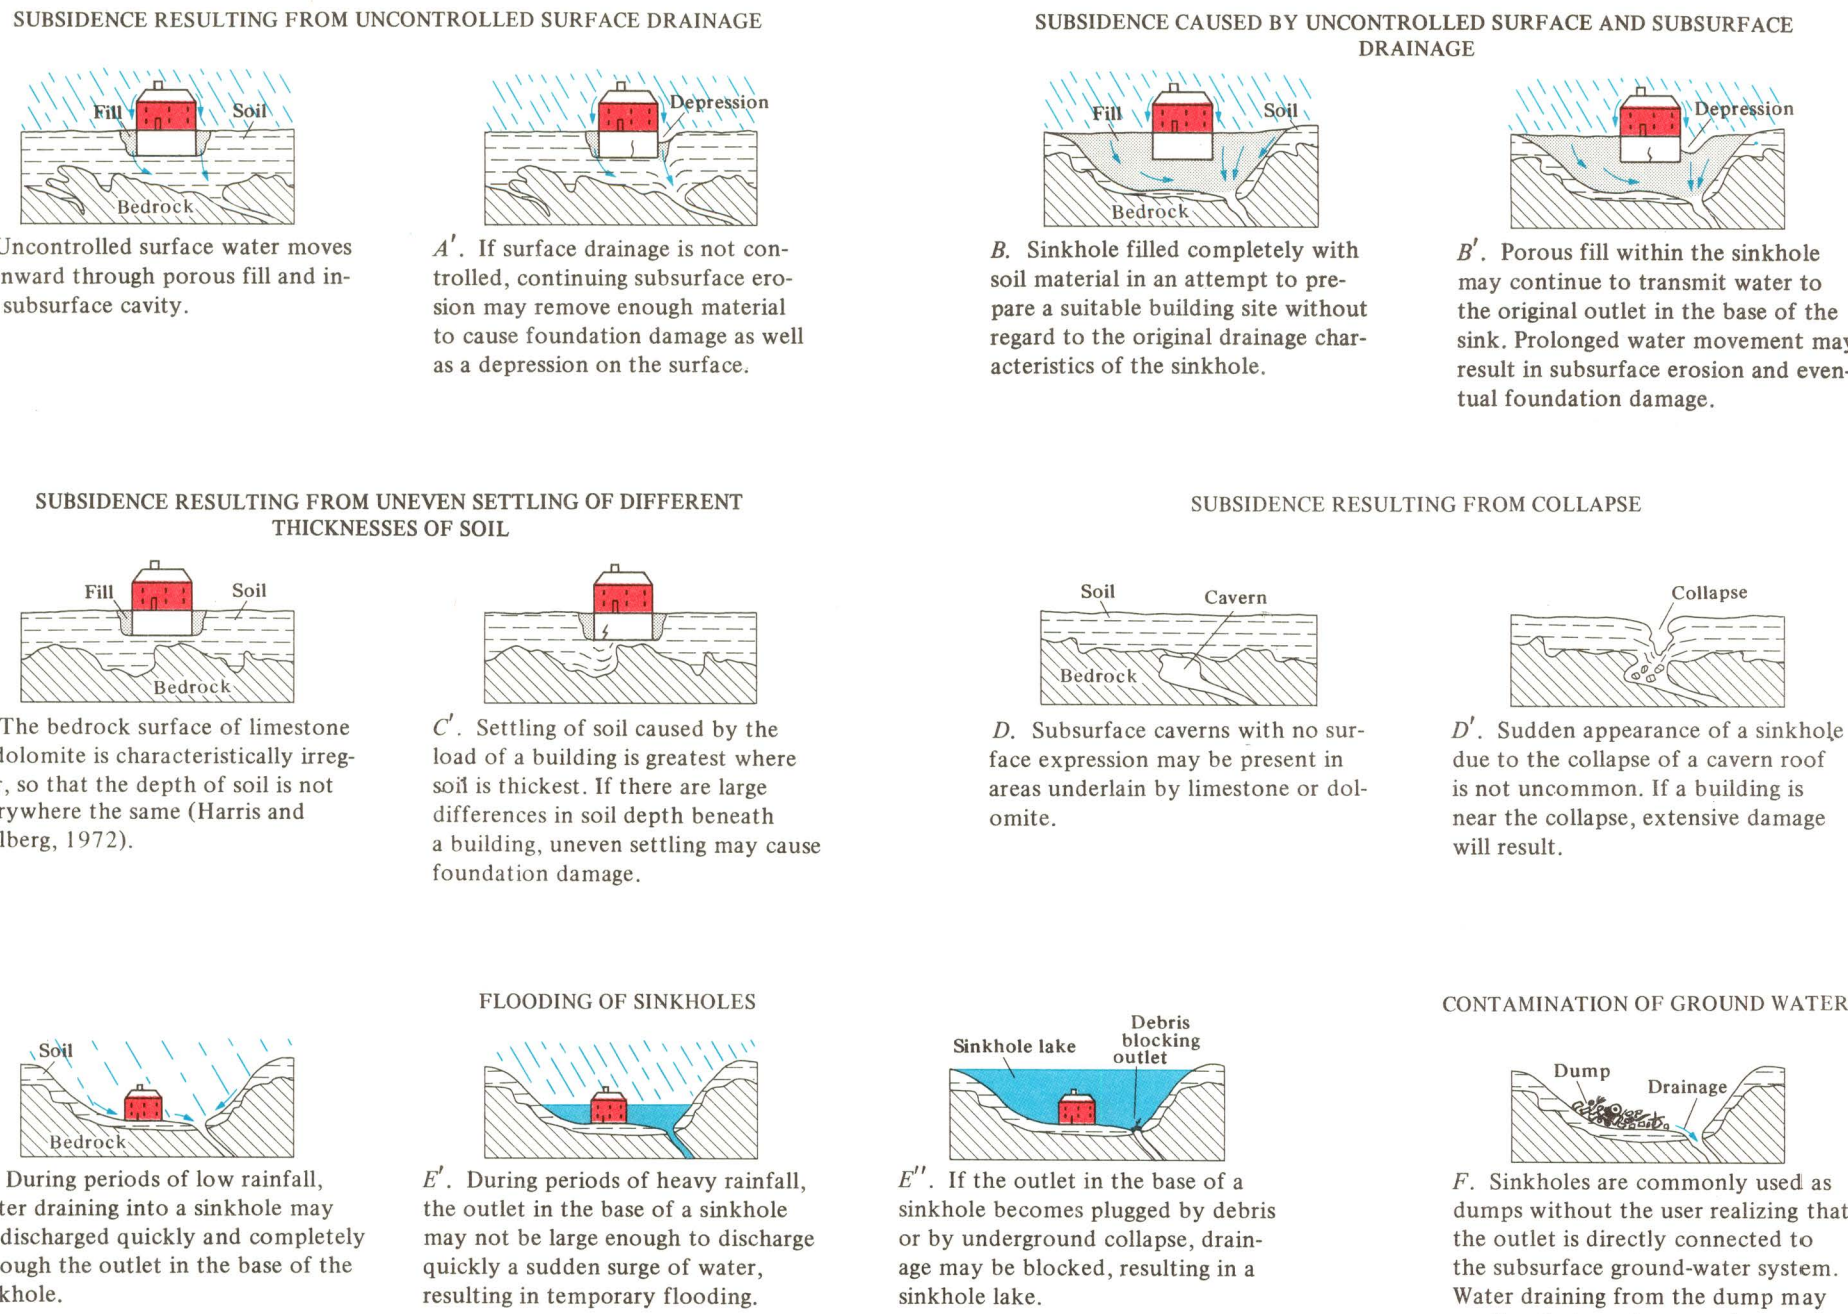 SUBSIDENCE RESULTING FROM UNCONTROLLED SURFACE DRAINAGE
Fill
Soil
Bedrock
Uncontrolled surface water moves
nward through porous fill and in-
subsurface cavity.
Depression
A'. If surface drainage is not con-
trolled, continuing subsurface ero-
sion may remove enough material
to cause foundation damage as well
as a depression on the surface.
SUBSIDENCE CAUSED BY UNCONTROLLED SURFACE AND SUBSURFACE
DRAINAGE
Fill
Soil
Bedrock
B. Sinkhole filled completely with
soil material in an attempt to pre-
pare a suitable building site without
regard to the original drainage char-
acteristics of the sinkhole.
Depression
B'. Porous fill within the sinkhole
may continue to transmit water to
the original outlet in the base of the
sink. Prolonged water movement may
result in subsurface erosion and even-
tual foundation damage.
SUBSIDENCE RESULTING FROM UNEVEN SETTLING OF DIFFERENT
THICKNESSES OF SOIL
Fill
Soil
Bedrock
The bedrock surface of limestone
dolomite is characteristically irreg-
, so that the depth of soil is not
rywhere the same (Harris and
lberg, 1972).
C'. Settling of soil caused by the
load of a building is greatest where
soil is thickest. If there are large
differences in soil depth beneath
a building, uneven settling may cause
foundation damage.
SUBSIDENCE RESULTING FROM COLLAPSE
Soil
Cavern
Bedrock
D. Subsurface caverns with no sur-
face expression may be present in
areas underlain by limestone or dol-
omite.
Collapse
D'. Sudden appearance of a sinkhole
due to the collapse of a cavern roof
is not uncommon. If a building is
near the collapse, extensive damage
will result.
FLOODING OF SINKHOLES
Soil
Bedrock
During periods of low rainfall,
ter draining into a sinkhole may
discharged quickly and completely
ough the outlet in the base of the
khole.
E'. During periods of heavy rainfall,
the outlet in the base of a sinkhole
may not be large enough to discharge
quickly a sudden surge of water,
resulting in temporary flooding.
Sinkhole lake
Debris
blocking
outlet
E''. If the outlet in the base of a
sinkhole becomes plugged by debris
or by underground collapse, drain-
age may be blocked, resulting in a
sinkhole lake.
CONTAMINATION OF GROUND WATER
Dump
Drainage
F. Sinkholes are commonly used as
dumps without the user realizing that
the outlet is directly connected to
the subsurface ground-water system.
Water draining from the dump may